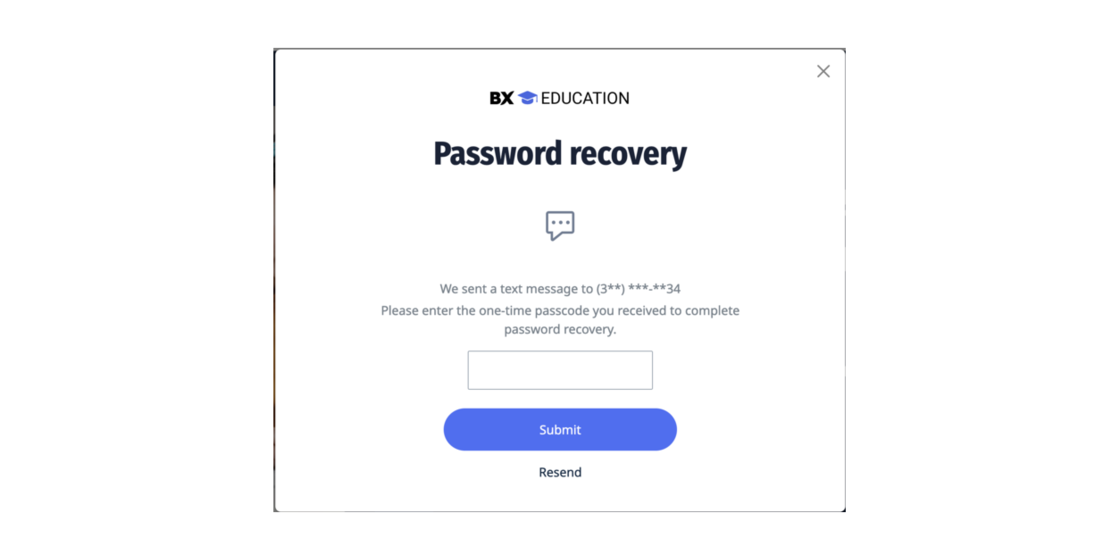 BX EDUCATION
Password recovery
We sent a text message to (3**) ***-**34
Please enter the one-time passcode you received to complete
password recovery.
Submit
Resend